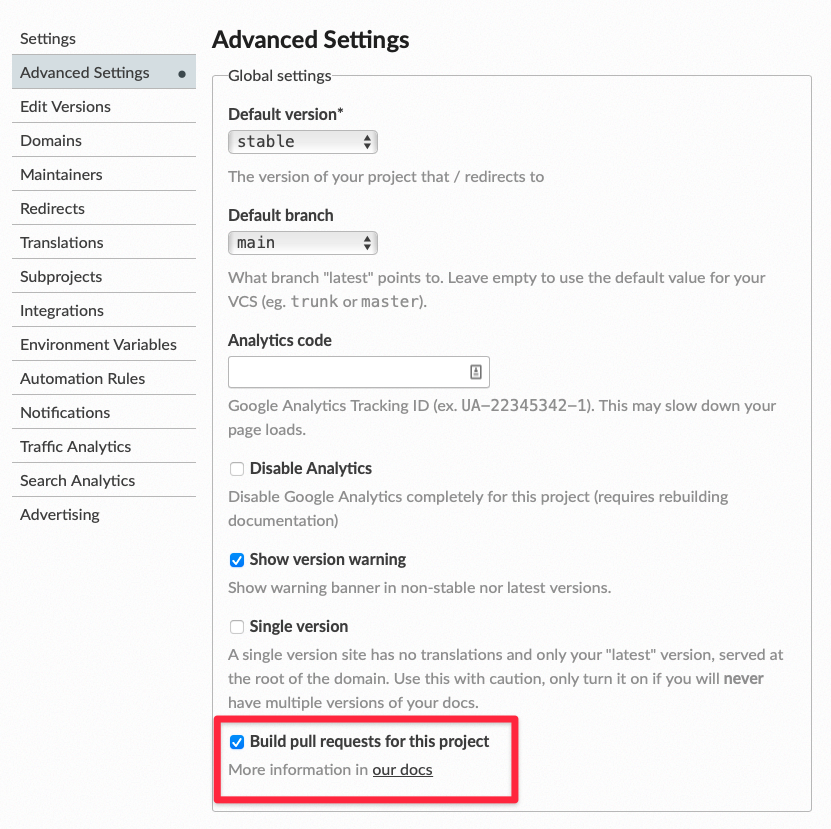 Settings
Advanced Settings
Edit Versions
Domains
Maintainers
Redirects
Translations
Subprojects
Integrations
Environment Variables
Automation Rules
Notifications
Traffic Analytics
Search Analytics
Advertising
Advanced Settings
Global settings
Default version*
stable
The version of your project that / redirects to
Default branch
main
What branch "latest" points to. Leave empty to use the default value for your
VCS (eg. trunk or master).
Analytics code
Google Analytics Tracking ID (ex. UA-22345342-1). This may slow down your
page loads.
Disable Analytics
Disable Google Analytics completely for this project (requires rebuilding
documentation)
Show version warning
Show warning banner in non-stable nor latest versions.
Single version
A single version site has no translations and only your "latest" version, served at
the root of the domain. Use this with caution, only turn it on if you will never
have multiple versions of your docs.
Build pull requests for this project
More information in our docs